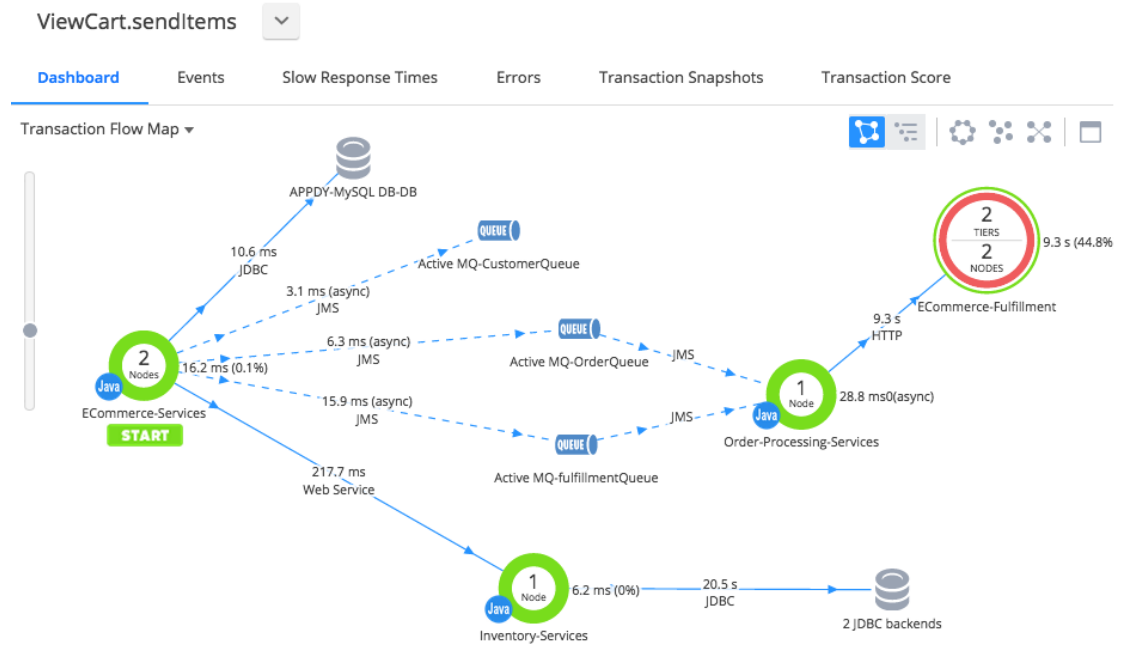 ViewCart.sendItems
Dashboard Events Slow Response Times Errors Transaction Snapshots Transaction Score
Transaction Flow Map
APPDY-MySQL DB-DB
10.6 ms
JDBC
QUEUE
Active MQ-CustomerQueue
3.1 ms (async)
JMS
2
TIERS
2
NODES
9.3 s (44.8%
ECommerce-Fulfillment
9.3 s
HTTP
6.3 ms (async)
JMS
QUEUE
Active MQ-OrderQueue
JMS
2
Nodes
Java
16.2 ms (0.1%)
ECommerce-Services
START
15.9 ms (async)
JMS
QUEUE
Active MQ-fulfillmentQueue
JMS
1
Node
Java
28.8 ms0(async)
Order-Processing-Services
217.7 ms
Web Service
1
Node
Java
6.2 ms (0%)
Inventory-Services
20.5 s
JDBC
2 JDBC backends